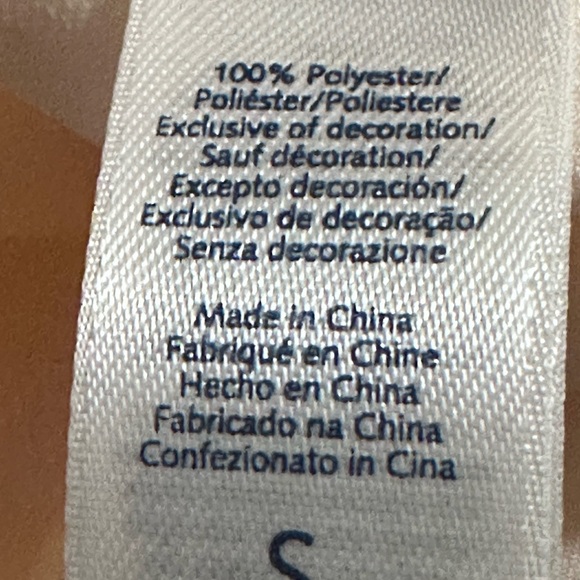 100% Polyester/
Poliéster/Poliestere
Exclusive of decoration/
Sauf décoration/
Excepto decoración/
Exclusivo de decoração/
Senza decorazione
Made in China
Fabriqué en Chine
Hecho en China
Fabricado na China
Confezionato in Cina
S